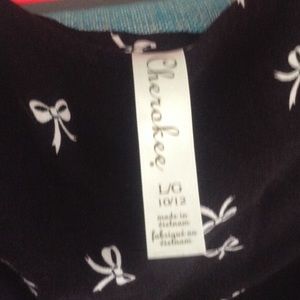 Cherokee
L/G
10/12
made in
vietnam
fabriqué au
vietnam